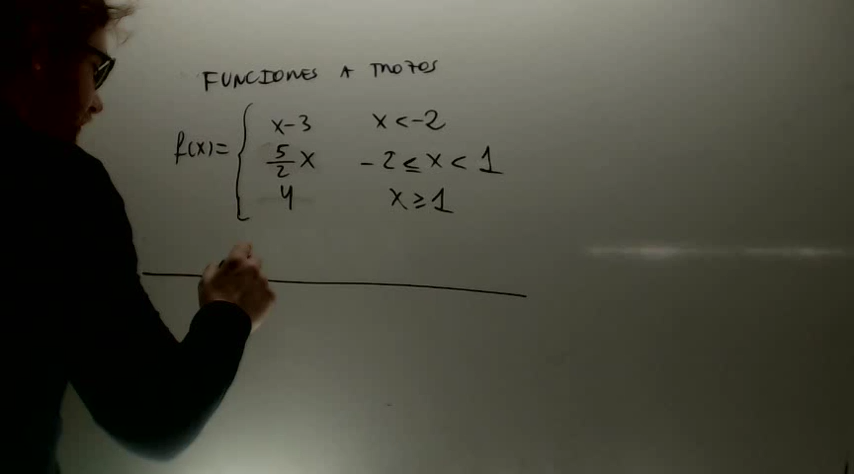 FUNCIONES A TROZOS
f(x)= { x-3 x < -2
5/2 x -2 ≤ x < 1
4 x ≥ 1